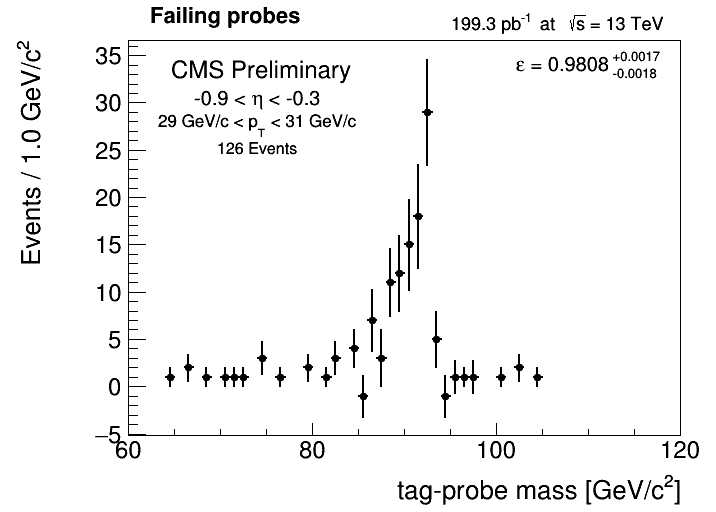 Failing probes
199.3 pb⁻¹ at √s = 13 TeV
CMS Preliminary
ε = 0.9808 +0.0017 -0.0018
-0.9 < η < -0.3
29 GeV/c < p_T < 31 GeV/c
126 Events
Events / 1.0 GeV/c²
35
30
25
20
15
10
5
0
−5
60 80 100 120
tag-probe mass [GeV/c²]